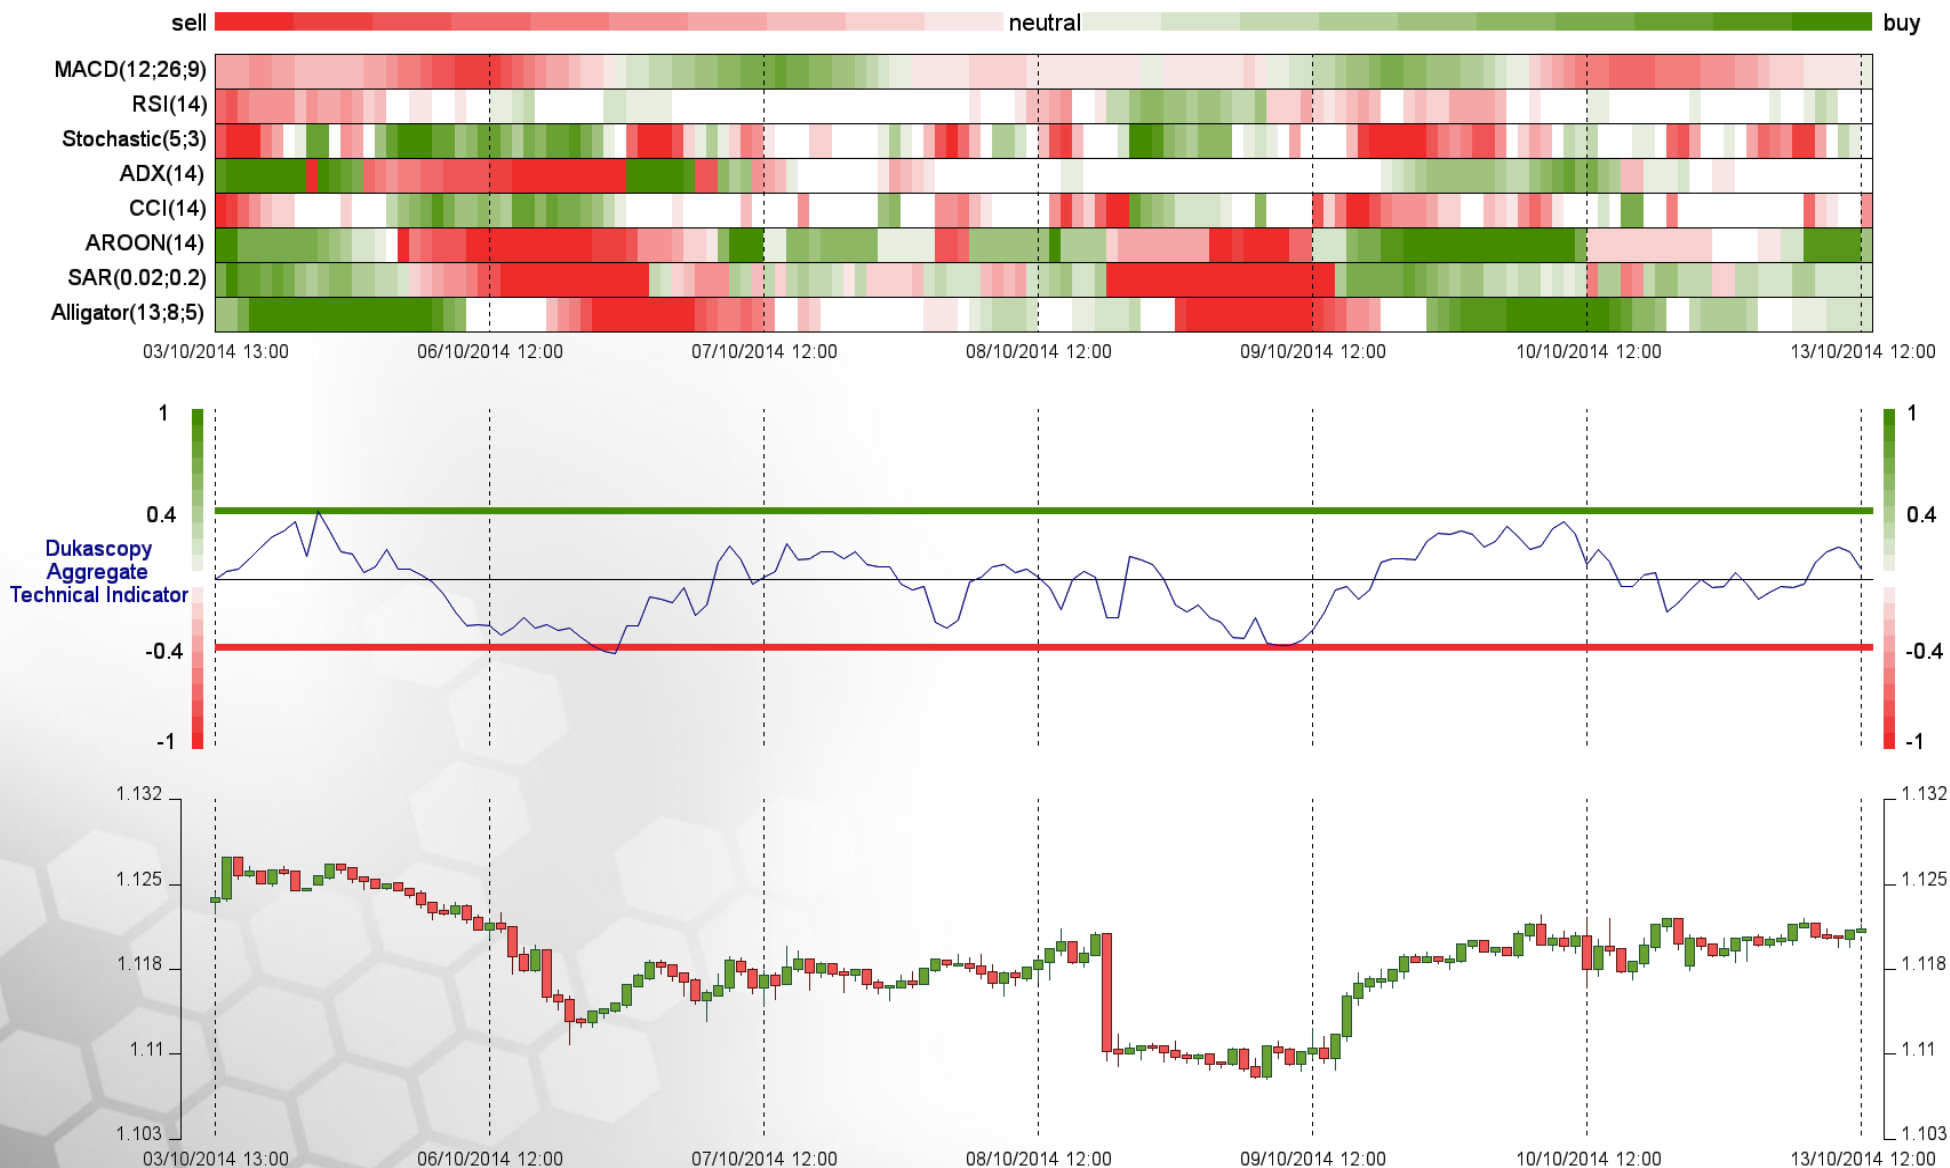 sell neutral buy
MACD(12;26;9)
RSI(14)
Stochastic(5;3)
ADX(14)
CCI(14)
AROON(14)
SAR(0.02;0.2)
Alligator(13;8;5)
03/10/2014 13:00 06/10/2014 12:00 07/10/2014 12:00 08/10/2014 12:00 09/10/2014 12:00 10/10/2014 12:00 13/10/2014 12:00
1 1
0.4 0.4
Dukascopy
Aggregate
Technical Indicator
-0.4 -0.4
-1 -1
1.132 1.132
1.125 1.125
1.118 1.118
1.11 1.11
1.103 1.103
03/10/2014 13:00 06/10/2014 12:00 07/10/2014 12:00 08/10/2014 12:00 09/10/2014 12:00 10/10/2014 12:00 13/10/2014 12:00